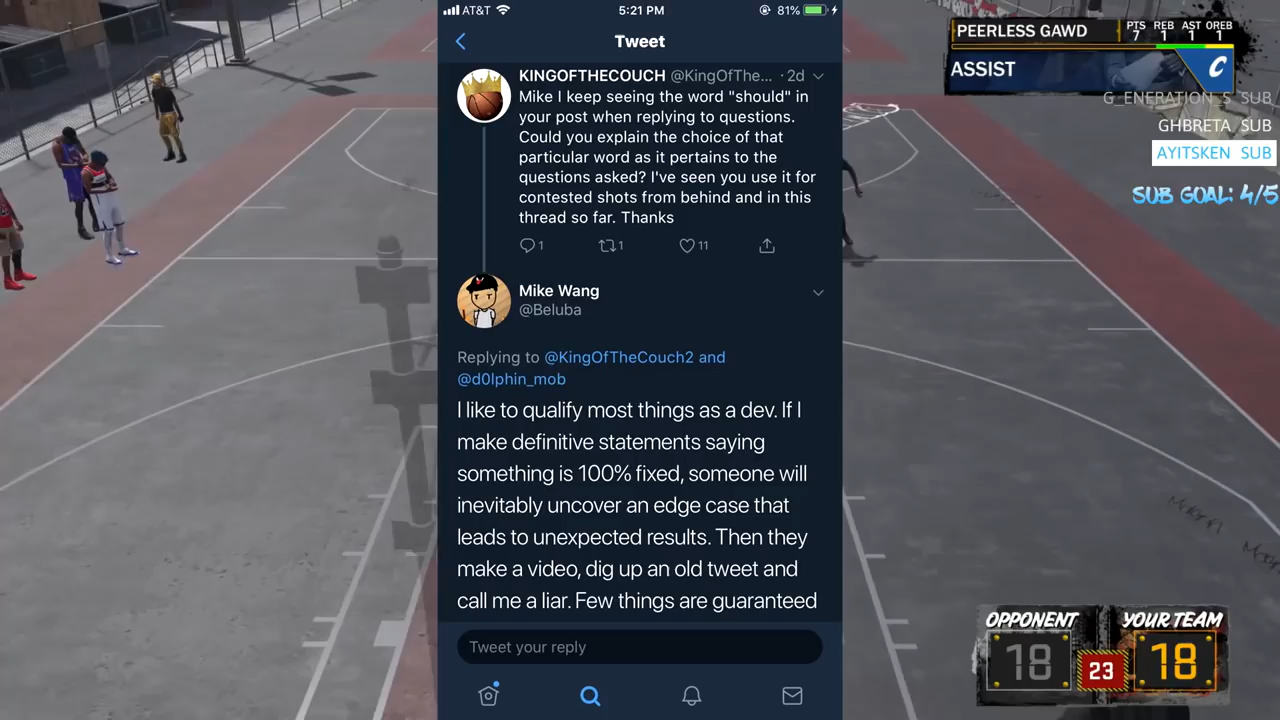 AT&T
5:21 PM
81%
Tweet
KINGOFTHECOUCH @KingOfThe... · 2d
Mike I keep seeing the word "should" in
your post when replying to questions.
Could you explain the choice of that
particular word as it pertains to the
questions asked? I've seen you use it for
contested shots from behind and in this
thread so far. Thanks
1 1 11
Mike Wang
@Beluba
Replying to @KingOfTheCouch2 and
@d0lphin_mob
I like to qualify most things as a dev. If I
make definitive statements saying
something is 100% fixed, someone will
inevitably uncover an edge case that
leads to unexpected results. Then they
make a video, dig up an old tweet and
call me a liar. Few things are guaranteed
Tweet your reply
PEERLESS GAWD
PTS REB AST OREB
7 1 1 1
ASSIST
C
G_ENERATION_S SUB
GHBRETA SUB
AYITSKEN SUB
SUB GOAL: 4/5
OPPONENT YOUR TEAM
18 23 18